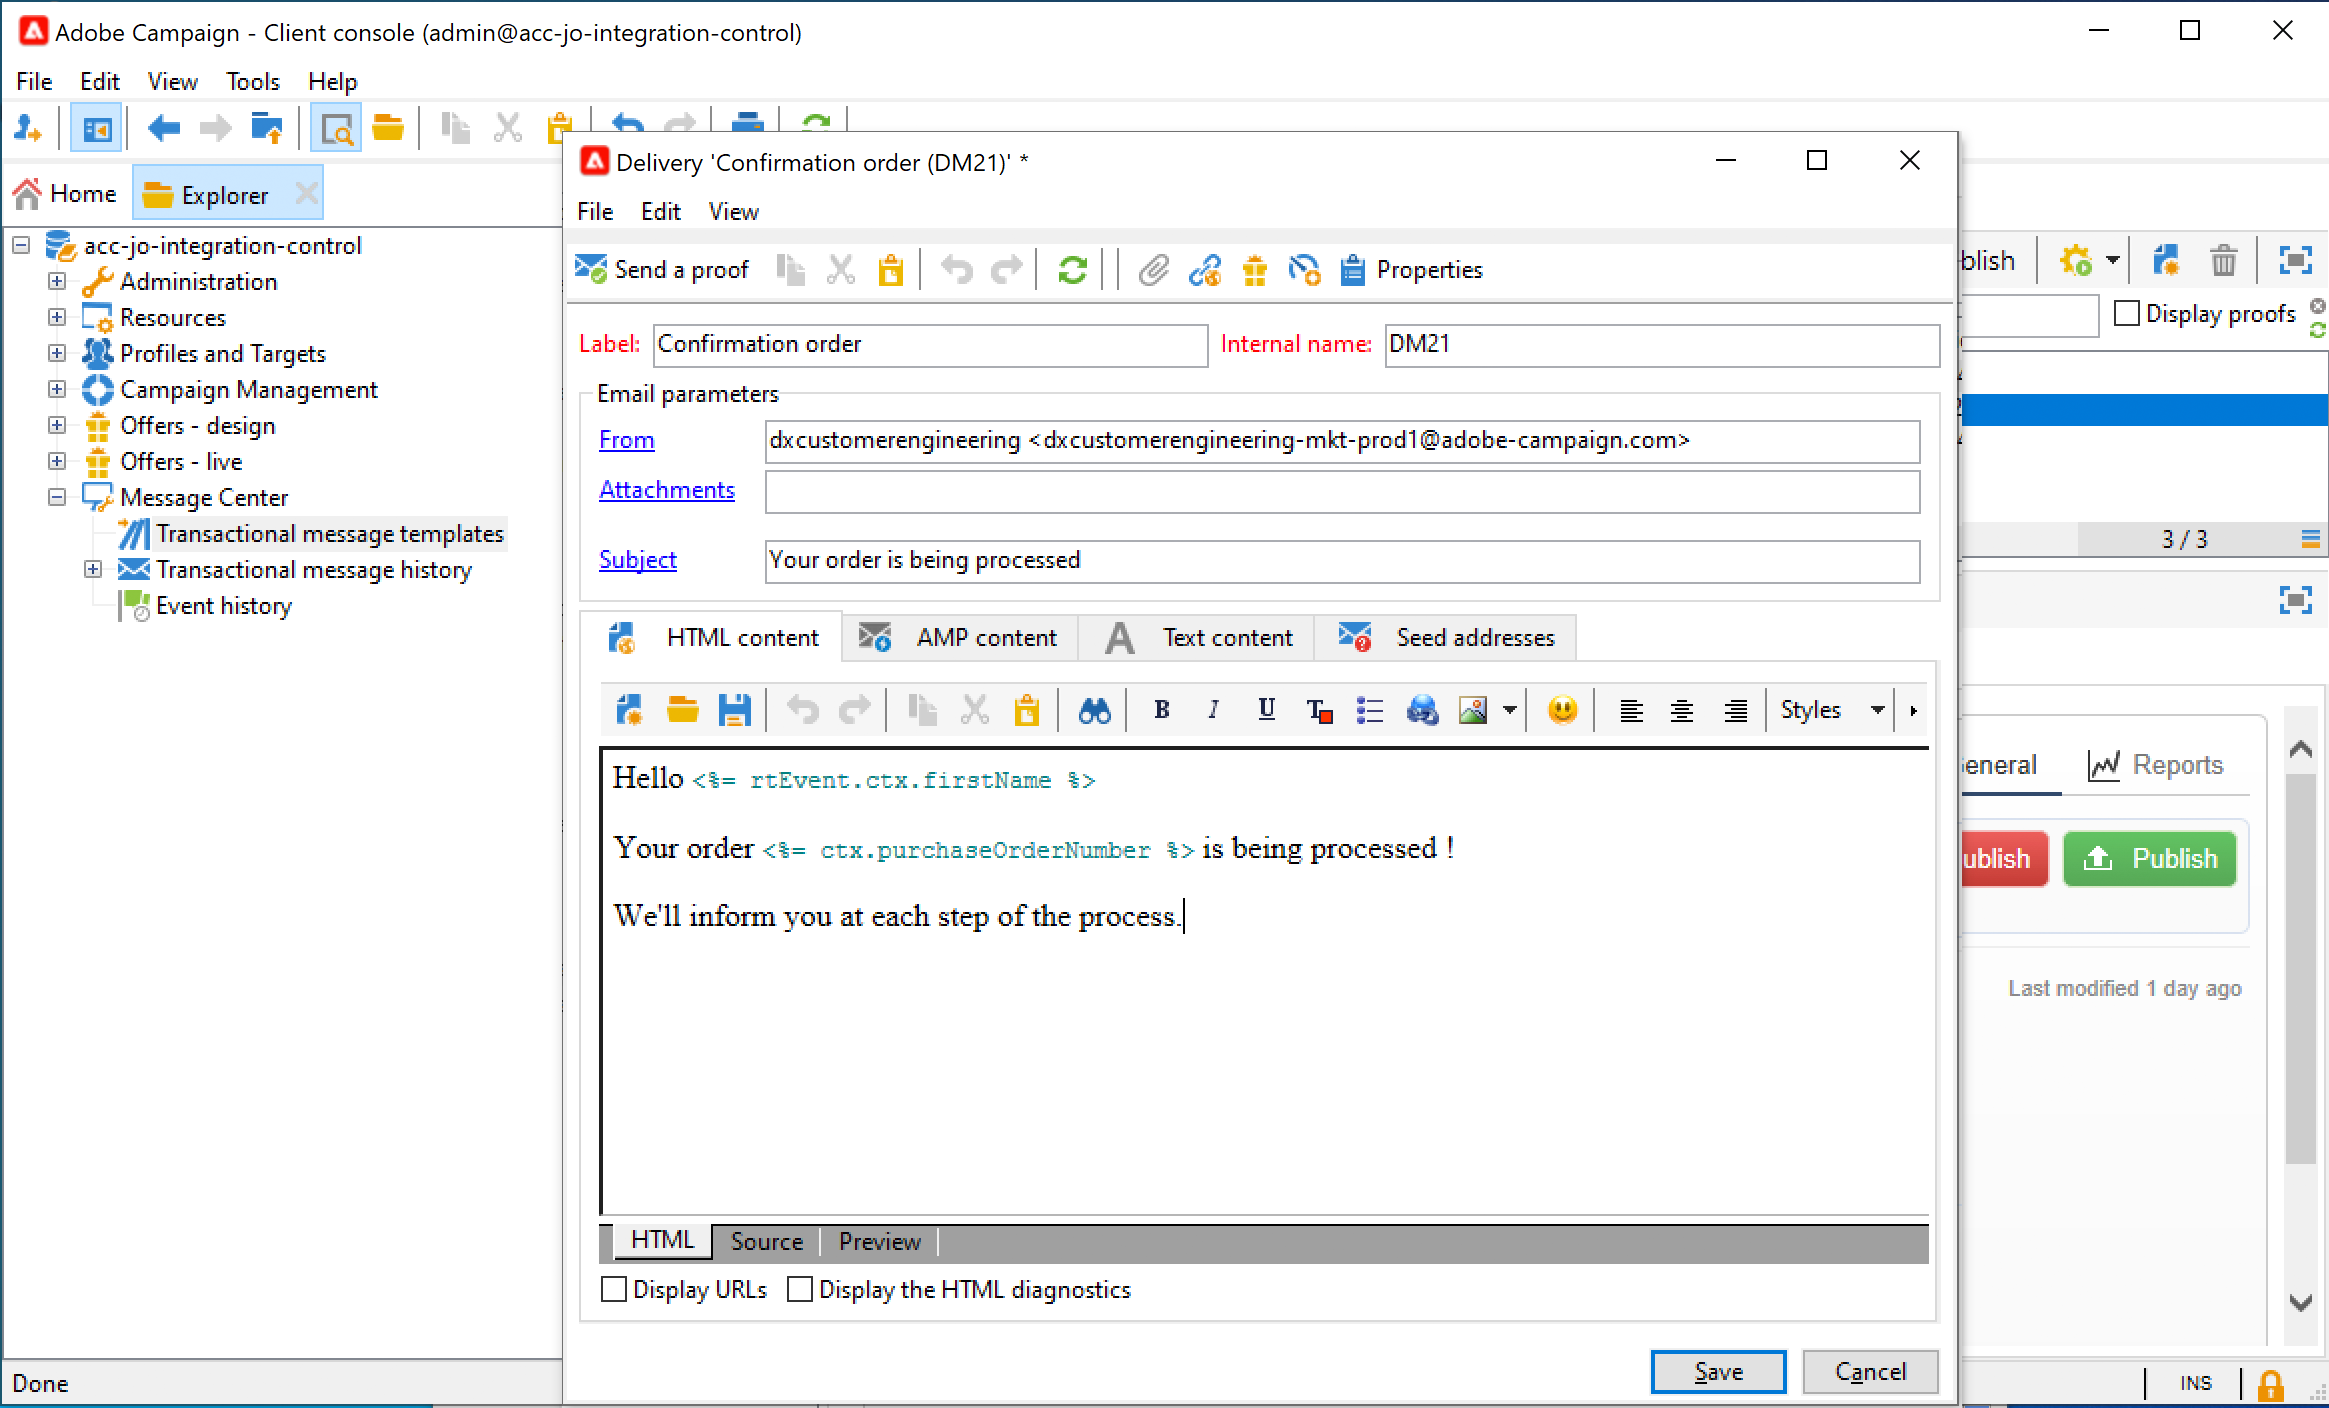 Adobe Campaign - Client console (admin@acc-jo-integration-control)
File Edit View Tools Help
Home Explorer
acc-jo-integration-control
Administration
Resources
Profiles and Targets
Campaign Management
Offers - design
Offers - live
Message Center
Transactional message templates
Transactional message history
Event history
Delivery 'Confirmation order (DM21)' *
File Edit View
Send a proof Properties
Label: Confirmation order Internal name: DM21
Email parameters
From dxcustomerengineering <dxcustomerengineering-mkt-prod1@adobe-campaign.com>
Attachments
Subject Your order is being processed
HTML content AMP content Text content Seed addresses
B I U Styles
Hello <%= rtEvent.ctx.firstName %>
Your order <%= ctx.purchaseOrderNumber %> is being processed !
We'll inform you at each step of the process.
HTML Source Preview
Display URLs Display the HTML diagnostics
Save Cancel
blish
Display proofs
3 / 3
eneral Reports
ublish Publish
Last modified 1 day ago
Done INS